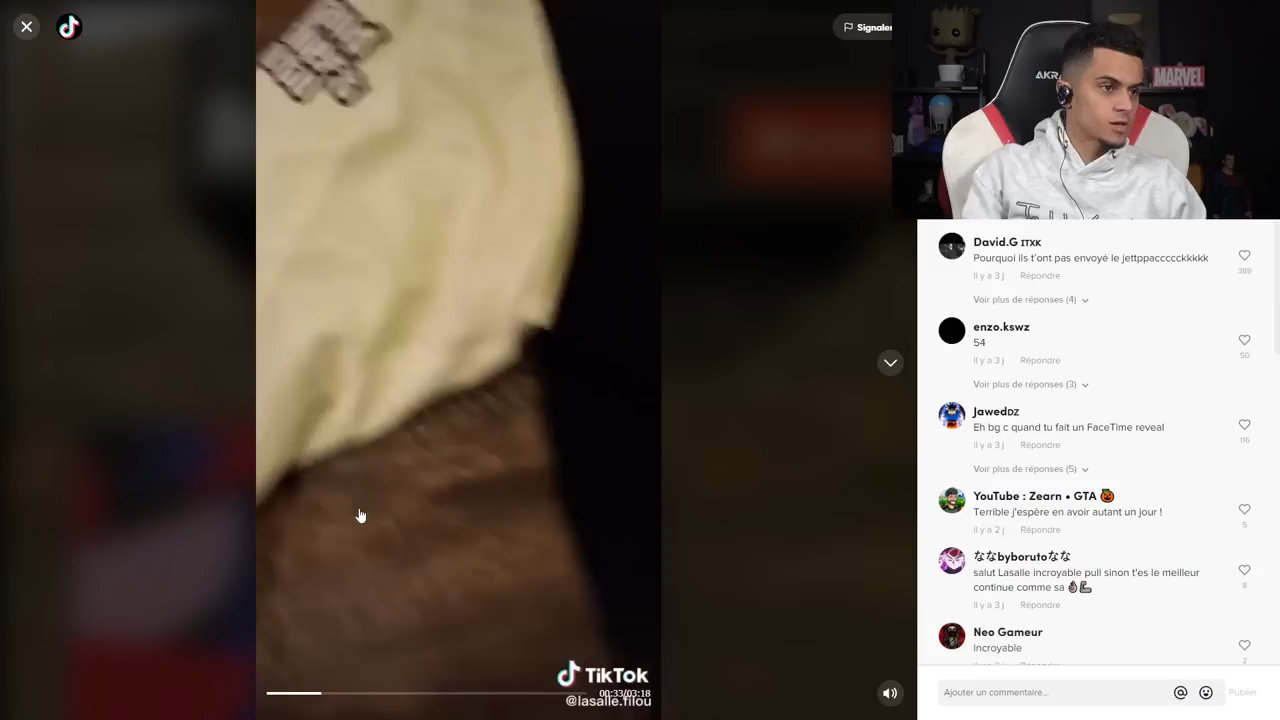 Signaler
AKR
MARVEL
David.G ITXK
Pourquoi ils t'ont pas envoyé le jettppacccckkkkk
389
Il y a 3 j Répondre
Voir plus de réponses (4)
enzo.kswz
54
50
Il y a 3 j Répondre
Voir plus de réponses (3)
JawedDZ
Eh bg c quand tu fait un FaceTime reveal
116
Il y a 3 j Répondre
Voir plus de réponses (5)
YouTube : Zearn • GTA 🎃
Terrible j'espère en avoir autant un jour !
5
Il y a 2 j Répondre
ななbyborutoなな
salut Lasalle incroyable pull sinon t'es le meilleur
continue comme sa 👌🏿🦾
8
Il y a 3 j Répondre
Neo Gameur
Incroyable
2
TikTok
00:33/03:18
@lasalle.filou
Ajouter un commentaire...
Publier